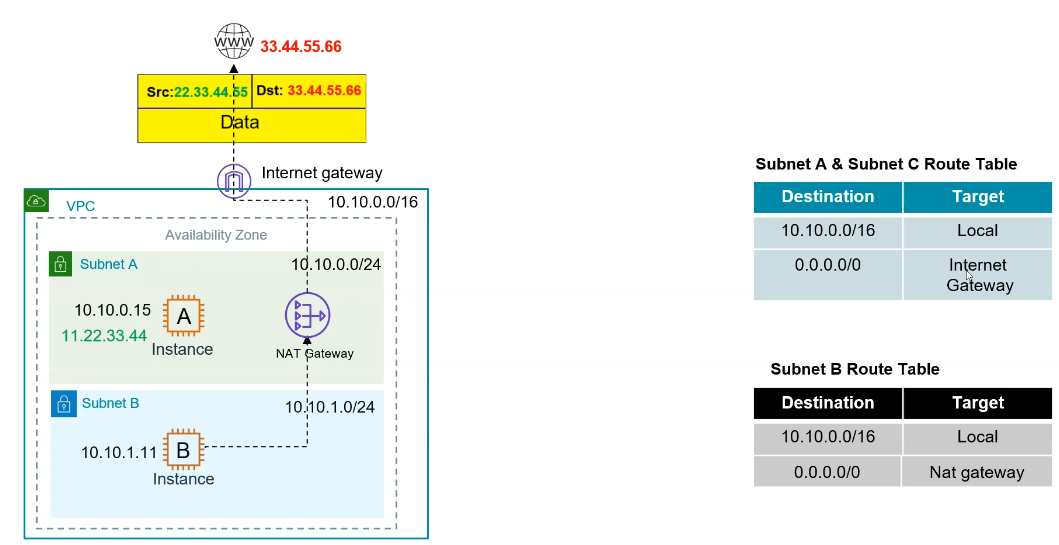 WWW
33.44.55.66
Src:22.33.44.55 Dst: 33.44.55.66
Data
Internet gateway
VPC
10.10.0.0/16
Availability Zone
Subnet A
10.10.0.0/24
10.10.0.15
A
11.22.33.44
Instance
NAT Gateway
Subnet B
10.10.1.0/24
10.10.1.11
B
Instance
Subnet A & Subnet C Route Table
Destination Target
10.10.0.0/16 Local
0.0.0.0/0 Internet
Gateway
Subnet B Route Table
Destination Target
10.10.0.0/16 Local
0.0.0.0/0 Nat gateway